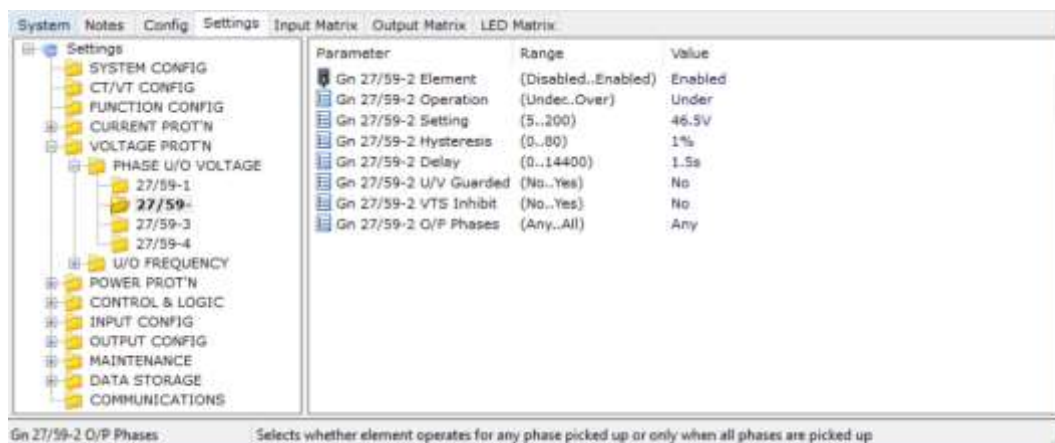 System Notes Config Settings Input Matrix Output Matrix LED Matrix
Settings
SYSTEM CONFIG
CT/VT CONFIG
FUNCTION CONFIG
CURRENT PROT'N
VOLTAGE PROT'N
PHASE U/O VOLTAGE
27/59-1
27/59-
27/59-3
27/59-4
U/O FREQUENCY
POWER PROT'N
CONTROL & LOGIC
INPUT CONFIG
OUTPUT CONFIG
MAINTENANCE
DATA STORAGE
COMMUNICATIONS
Parameter Range Value
Gn 27/59-2 Element (Disabled..Enabled) Enabled
Gn 27/59-2 Operation (Under..Over) Under
Gn 27/59-2 Setting (5..200) 46.5V
Gn 27/59-2 Hysteresis (0..80) 1%
Gn 27/59-2 Delay (0..14400) 1.5s
Gn 27/59-2 U/V Guarded (No..Yes) No
Gn 27/59-2 VTS Inhibit (No..Yes) No
Gn 27/59-2 O/P Phases (Any..All) Any
Gn 27/59-2 O/P Phases Selects whether element operates for any phase picked up or only when all phases are picked up